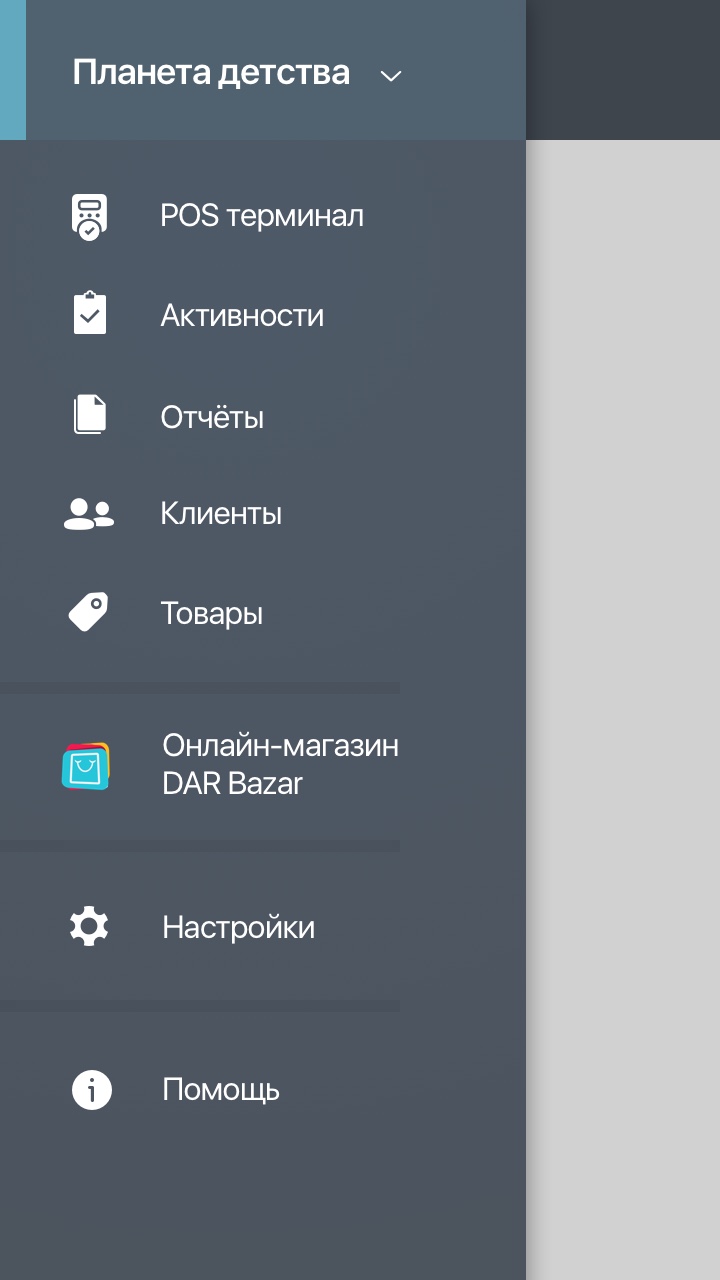 Планета детства
POS терминал
Активности
Отчёты
Клиенты
Товары
Онлайн-магазин
DAR Bazar
Настройки
Помощь